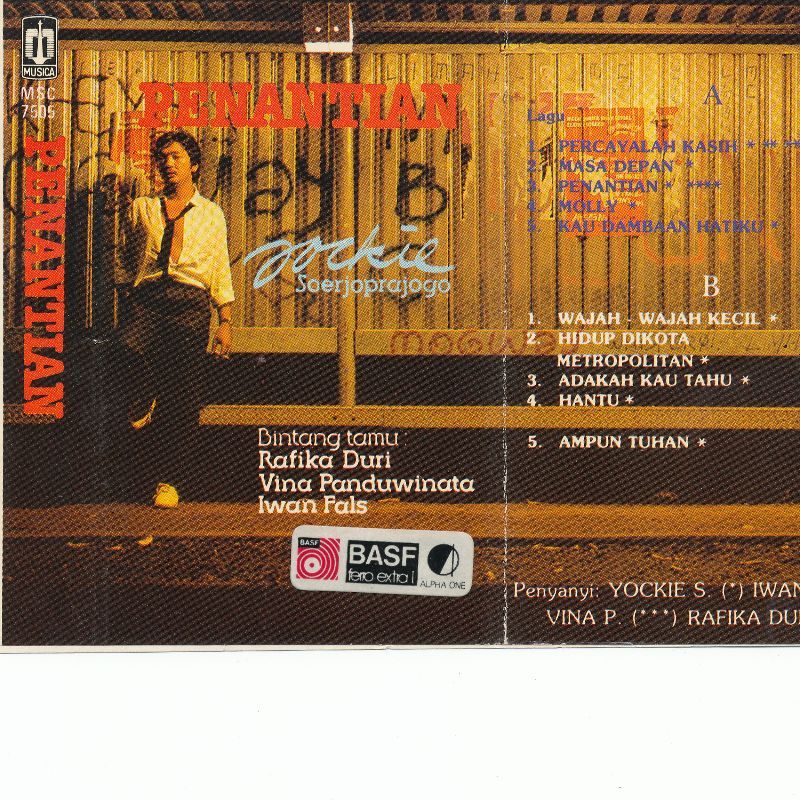 MUSICA
MSC
7505
PENANTIAN
PENANTIAN
yockie
Soerjoprajogo
Bintang tamu :
Rafika Duri
Vina Panduwinata
Iwan Fals
BASF
BASF
ferro extra I
ALPHA ONE
A
Lagu
1. PERCAYALAH KASIH * ** **
2. MASA DEPAN *
3. PENANTIAN * ****
4. MOLLY *
5. KAU DAMBAAN HATIKU *
B
1. WAJAH - WAJAH KECIL *
2. HIDUP DIKOTA
METROPOLITAN *
3. ADAKAH KAU TAHU *
4. HANTU *
5. AMPUN TUHAN *
Penyanyi: YOCKIE S. (*) IWAN
VINA P. (***) RAFIKA DU